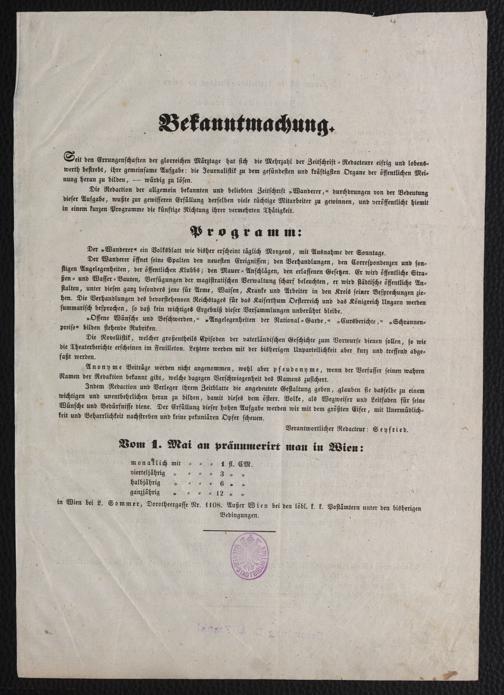 Bekanntmachung.
Seit den Errungenschaften der glorreichen Märztage hat sich die Mehrzahl der Zeitschrift-Redacteure eifrig und lobens-
werth bestrebt, ihre gemeinsame Aufgabe: die Journalistik zu dem gesündesten und kräftigsten Organe der öffentlichen Mei-
nung heran zu bilden, — würdig zu lösen.
Die Redaction der allgemein bekannten und beliebten Zeitschrift „Wanderer,“ durchdrungen von der Bedeutung
dieser Aufgabe, wußte zur gewisseren Erfüllung derselben viele tüchtige Mitarbeiter zu gewinnen, und veröffentlicht hiemit
in einem kurzen Programme die künftige Richtung ihrer vermehrten Thätigkeit.
Programm:
Der „Wanderer“ ein Volksblatt wie bisher erscheint täglich Morgens, mit Ausnahme der Sonntage.
Der Wanderer öffnet seine Spalten den neuesten Ereignissen; den Verhandlungen, den Correspondenzen und son-
stigen Angelegenheiten, der öffentlichen Klubbs; den Mauer-Anschlägen, den erlassenen Gesetzen. Er wird öffentliche Stra-
ßen- und Wasser-Bauten, Verfügungen der magistratischen Verwaltung scharf beleuchten, er wird städtische öffentliche An-
stalten, unter diesen ganz besonders jene für Arme, Waisen, Kranke und Arbeiter in den Kreis seiner Besprechungen zie-
hen. Die Verhandlungen des bevorstehenden Reichstages für das Kaiserthum Oesterreich und das Königreich Ungarn werden
summarisch besprochen, so daß kein wichtiges Ergebniß dieser Versammlungen unberührt bleibe.
„Offene Wünsche und Beschwerden,“ „Angelegenheiten der National-Garde,“ „Cursberichte,“ „Schrannen-
preise“ bilden stehende Rubriken.
Die Novellistik, welcher großentheils Episoden der vaterländischen Geschichte zum Vorwurfe dienen sollen, so wie
die Theaterberichte erscheinen im Feuilleton. Letztere werden mit der bisherigen Unparteilichkeit aber kurz und treffend abge-
faßt werden.
Anonyme Beiträge werden nicht angenommen, wohl aber pseudonyme, wenn der Verfasser seinen wahren
Namen der Redaktion bekannt gibt, welche dagegen Verschwiegenheit des Namens zusichert.
Indem Redaction und Verleger ihrem Zeitblatte die angedeutete Gestaltung geben, glauben sie dasselbe zu einem
wichtigen und unentbehrlichen heran zu bilden, damit dieses dem österr. Volke, als Wegweiser und Leitfaden für seine
Wünsche und Bedürfnisse diene. Der Erfüllung dieser hohen Aufgabe werden wir mit dem größten Eifer, mit Unermüdlich-
keit und Beharrlichkeit nachstreben und keine pekuniären Opfer scheuen.
Verantwortlicher Redacteur: Seyfried.
Vom 1. Mai an pränumerirt man in Wien:
monatlich mit „ „ „ 1 fl. CM.
vierteljährig „ „ „ „ 3 „ „
halbjährig „ „ „ „ 6 „ „
ganzjährig „ „ „ „ 12 „ „
in Wien bei L. Sommer, Dorotheergasse Nr. 1108. Außer Wien bei den löbl. k. k. Postämtern unter den bisherigen
Bedingungen.